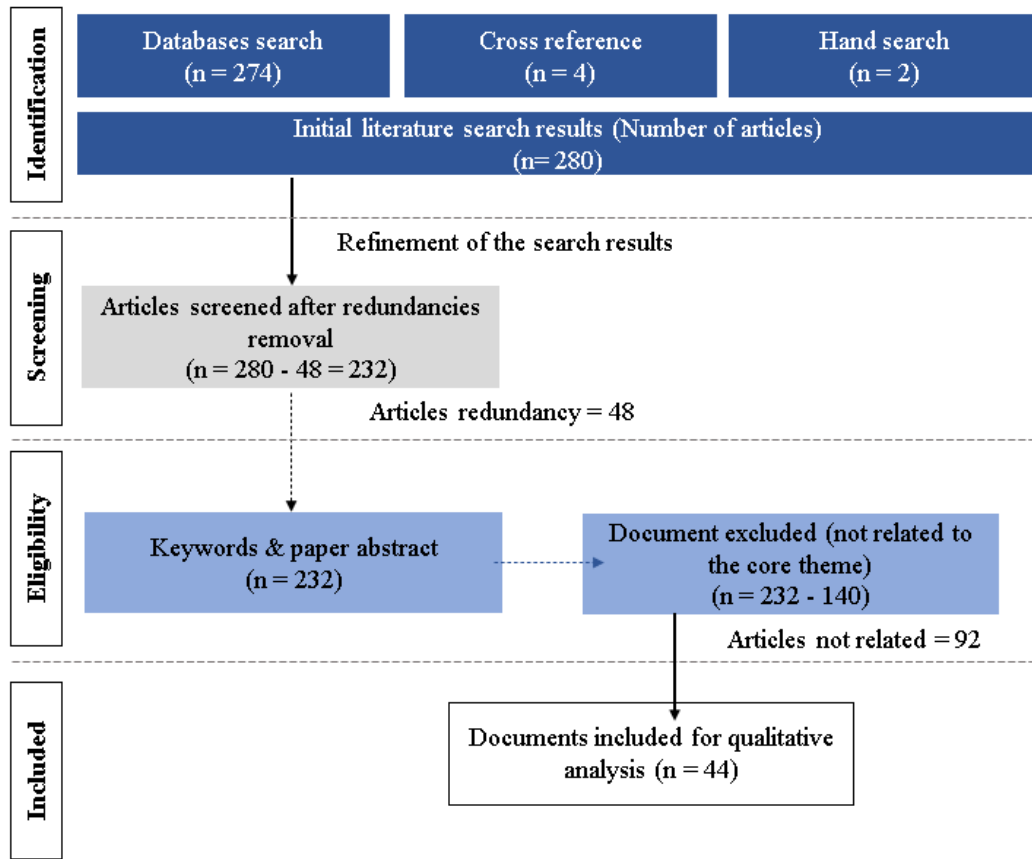 Identification
Databases search
(n = 274)
Cross reference
(n = 4)
Hand search
(n = 2)
Initial literature search results (Number of articles)
(n= 280)
Refinement of the search results
Screening
Articles screened after redundancies
removal
(n = 280 - 48 = 232)
Articles redundancy = 48
Eligibility
Keywords & paper abstract
(n = 232)
Document excluded (not related to
the core theme)
(n = 232 - 140)
Articles not related = 92
Included
Documents included for qualitative
analysis (n = 44)